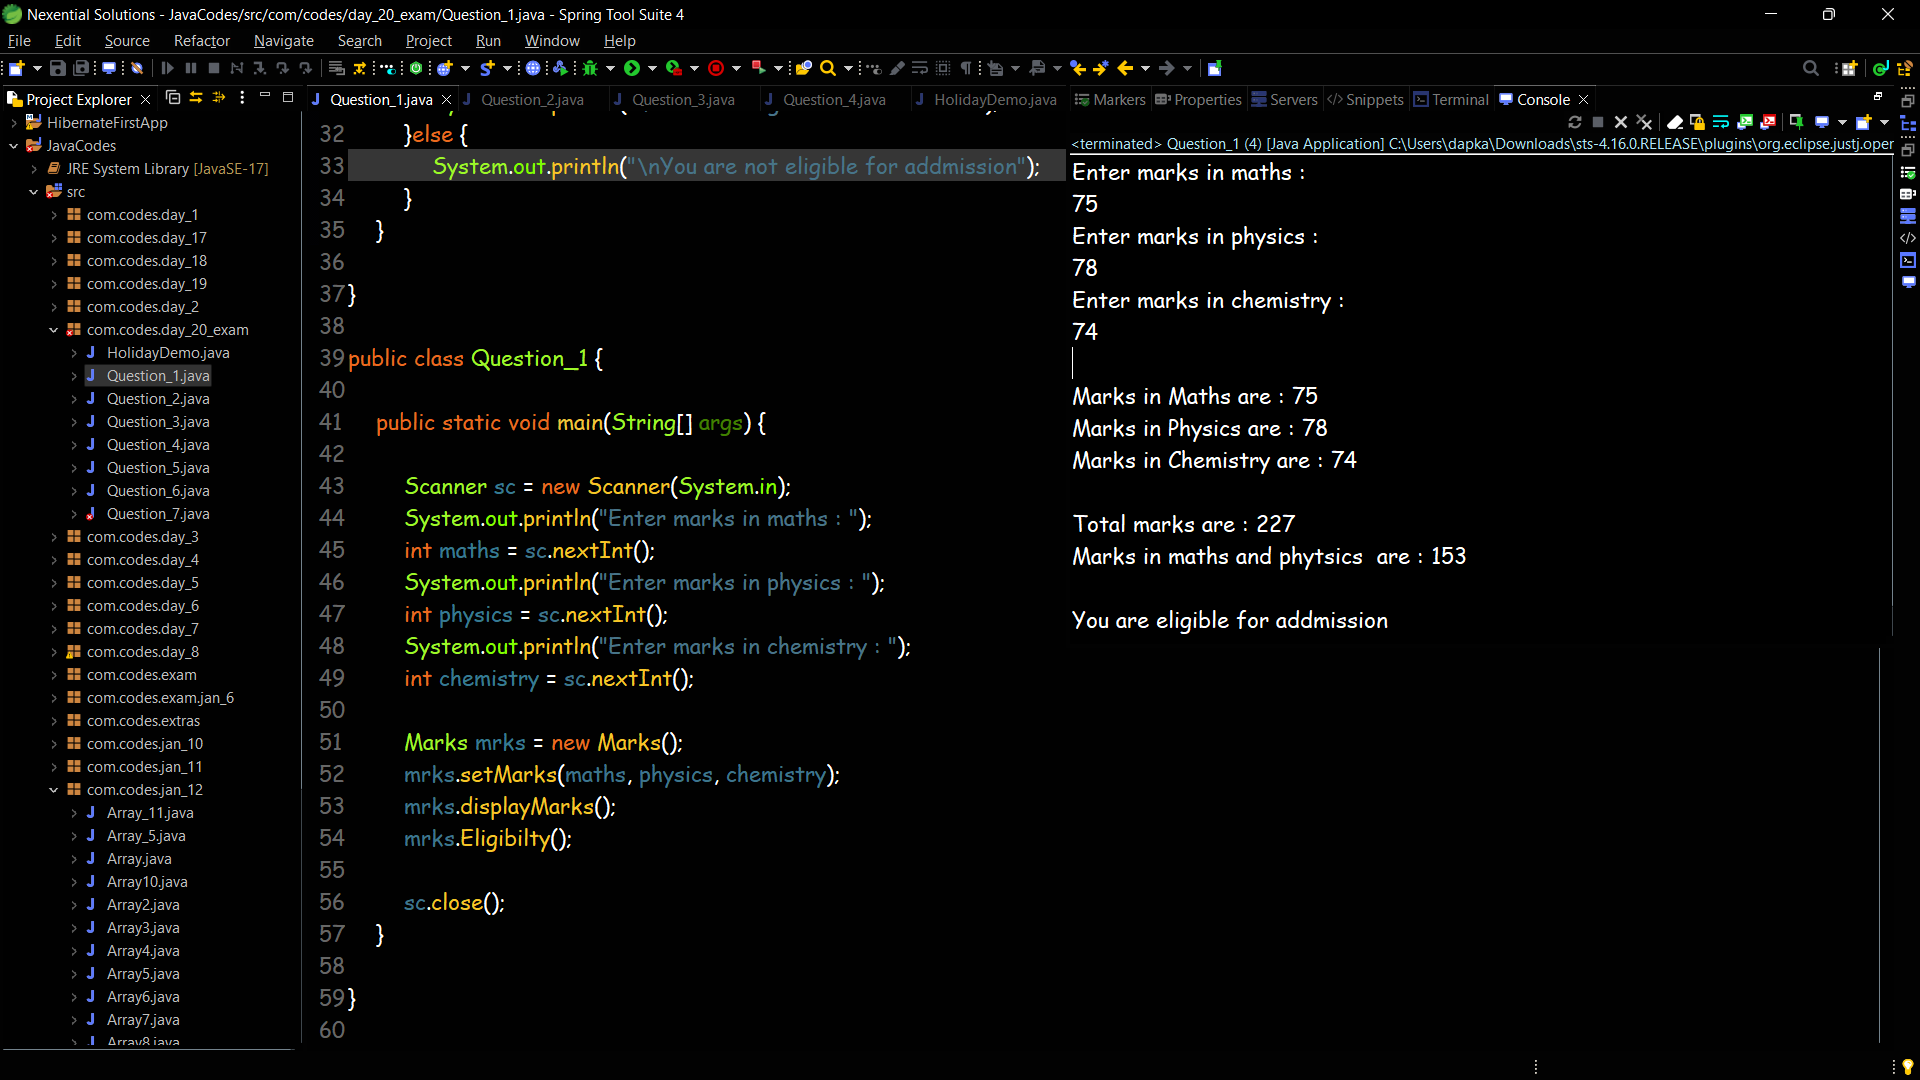 Nexential Solutions - JavaCodes/src/com/codes/day_20_exam/Question_1.java - Spring Tool Suite 4
File Edit Source Refactor Navigate Search Project Run Window Help
Project Explorer
HibernateFirstApp
JavaCodes
JRE System Library [JavaSE-17]
src
com.codes.day_1
com.codes.day_17
com.codes.day_18
com.codes.day_19
com.codes.day_2
com.codes.day_20_exam
HolidayDemo.java
Question_1.java
Question_2.java
Question_3.java
Question_4.java
Question_5.java
Question_6.java
Question_7.java
com.codes.day_3
com.codes.day_4
com.codes.day_5
com.codes.day_6
com.codes.day_7
com.codes.day_8
com.codes.exam
com.codes.exam.jan_6
com.codes.extras
com.codes.jan_10
com.codes.jan_11
com.codes.jan_12
Array_11.java
Array_5.java
Array.java
Array10.java
Array2.java
Array3.java
Array4.java
Array5.java
Array6.java
Array7.java
Array8.java
Question_1.java Question_2.java Question_3.java Question_4.java HolidayDemo.java
32 }else {
33 System.out.println("\nYou are not eligible for addmission");
34 }
35 }
36
37 }
38
39 public class Question_1 {
40
41 public static void main(String[] args) {
42
43 Scanner sc = new Scanner(System.in);
44 System.out.println("Enter marks in maths : ");
45 int maths = sc.nextInt();
46 System.out.println("Enter marks in physics : ");
47 int physics = sc.nextInt();
48 System.out.println("Enter marks in chemistry : ");
49 int chemistry = sc.nextInt();
50
51 Marks mrks = new Marks();
52 mrks.setMarks(maths, physics, chemistry);
53 mrks.displayMarks();
54 mrks.Eligibilty();
55
56 sc.close();
57 }
58
59 }
60
Markers Properties Servers Snippets Terminal Console
<terminated> Question_1 (4) [Java Application] C:\Users\dapka\Downloads\sts-4.16.0.RELEASE\plugins\org.eclipse.justj.oper
Enter marks in maths :
75
Enter marks in physics :
78
Enter marks in chemistry :
74
Marks in Maths are : 75
Marks in Physics are : 78
Marks in Chemistry are : 74
Total marks are : 227
Marks in maths and phytsics  are : 153
You are eligible for addmission